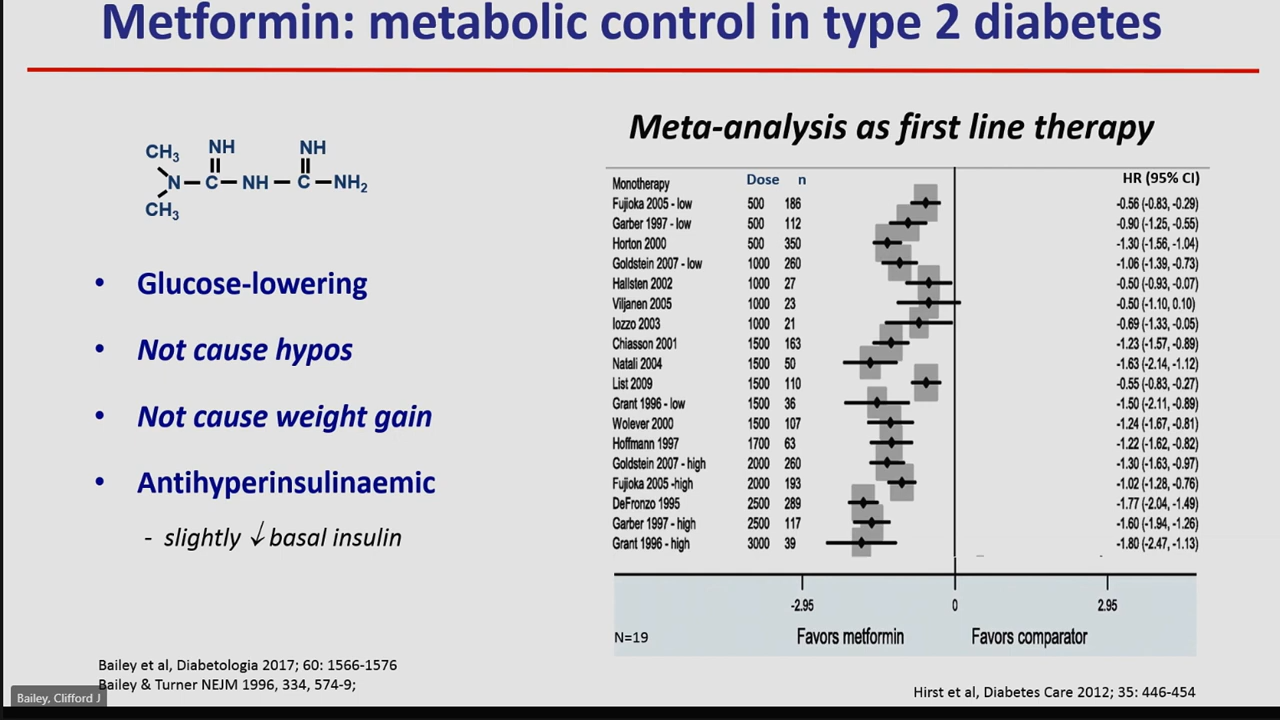 Metformin: metabolic control in type 2 diabetes
CH3 NH NH
N – C – NH – C – NH2
CH3
• Glucose-lowering
• Not cause hypos
• Not cause weight gain
• Antihyperinsulinaemic
- slightly ↓ basal insulin
Bailey et al, Diabetologia 2017; 60: 1566-1576
Bailey & Turner NEJM 1996, 334, 574-9;
Bailey, Clifford J
Meta-analysis as first line therapy
Monotherapy Dose n HR (95% CI)
Fujioka 2005 - low 500 186 -0.56 (-0.83, -0.29)
Garber 1997 - low 500 112 -0.90 (-1.25, -0.55)
Horton 2000 500 350 -1.30 (-1.56, -1.04)
Goldstein 2007 - low 1000 260 -1.06 (-1.39, -0.73)
Hallsten 2002 1000 27 -0.50 (-0.93, -0.07)
Viljanen 2005 1000 23 -0.50 (-1.10, 0.10)
Iozzo 2003 1000 21 -0.69 (-1.33, -0.05)
Chiasson 2001 1500 163 -1.23 (-1.57, -0.89)
Natali 2004 1500 50 -1.63 (-2.14, -1.12)
List 2009 1500 110 -0.55 (-0.83, -0.27)
Grant 1996 - low 1500 36 -1.50 (-2.11, -0.89)
Wolever 2000 1500 107 -1.24 (-1.67, -0.81)
Hoffmann 1997 1700 63 -1.22 (-1.62, -0.82)
Goldstein 2007 - high 2000 260 -1.30 (-1.63, -0.97)
Fujioka 2005 -high 2000 193 -1.02 (-1.28, -0.76)
DeFronzo 1995 2500 289 -1.77 (-2.04, -1.49)
Garber 1997 - high 2500 117 -1.60 (-1.94, -1.26)
Grant 1996 - high 3000 39 -1.80 (-2.47, -1.13)
-2.95 0 2.95
N=19 Favors metformin Favors comparator
Hirst et al, Diabetes Care 2012; 35: 446-454